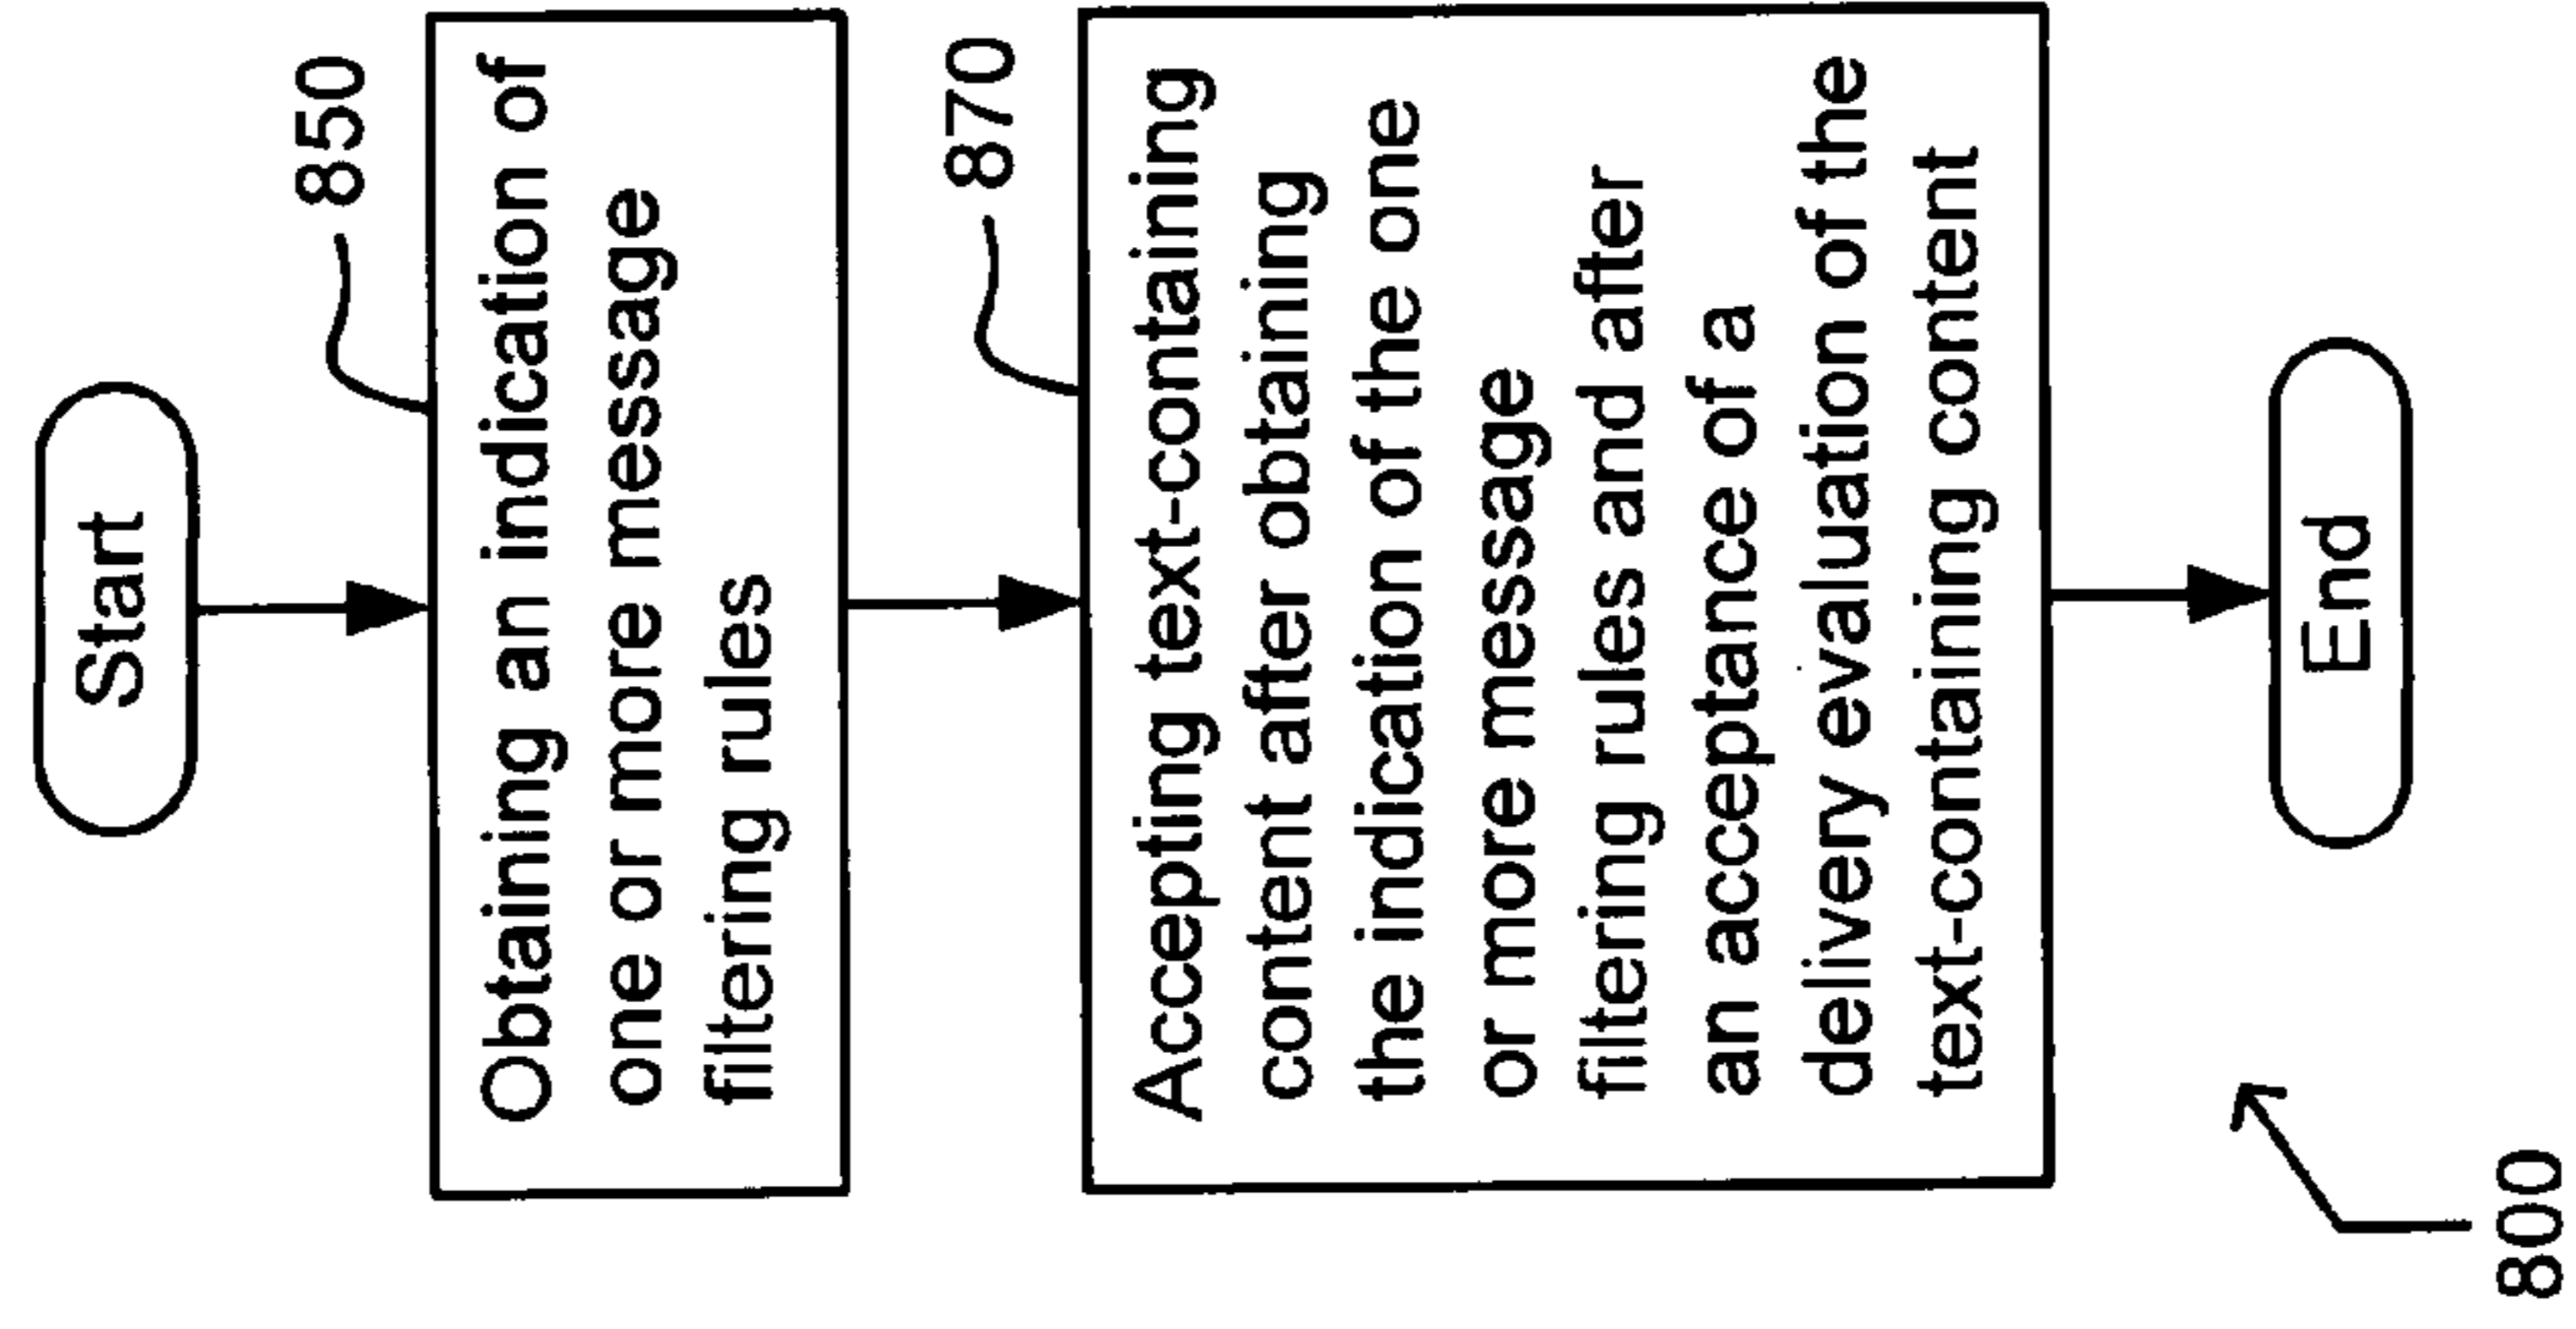 Start
850
Obtaining an indication of
one or more message
filtering rules
870
Accepting text-containing
content after obtaining
the indication of the one
or more message
filtering rules and after
an acceptance of a
delivery evaluation of the
text-containing content
End
800